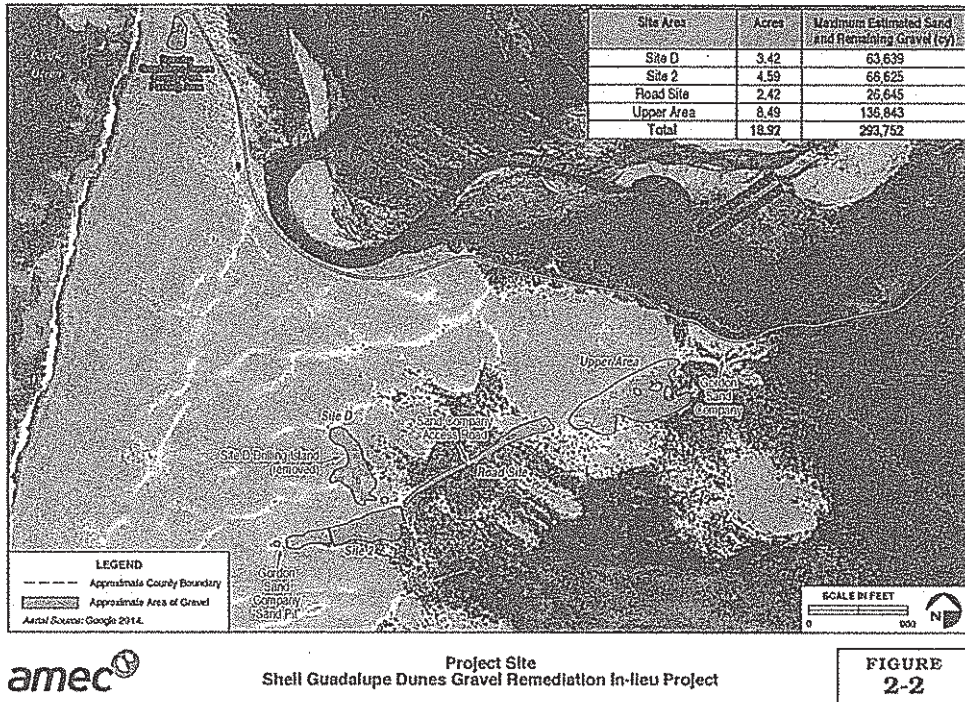 Site Area Acres Maximum Estimated Sand and Remaining Gravel (cy)
Site D 3.42 63,639
Site 2 4.59 66,625
Road Site 2.42 26,645
Upper Area 8.49 136,843
Total 18.92 293,752
Upper Area
Gordon
Sand
Company
Site D
Sand Company
Access Road
Site D Drilling Island
(removed)
Road Site
Site 2
Gordon
Sand
Company
Sand Pit
LEGEND
Approximate County Boundary
Approximate Area of Gravel
Aerial Source: Google 2014.
SCALE IN FEET
0
N
amec
Project Site
Shell Guadalupe Dunes Gravel Remediation In-lieu Project
FIGURE
2-2